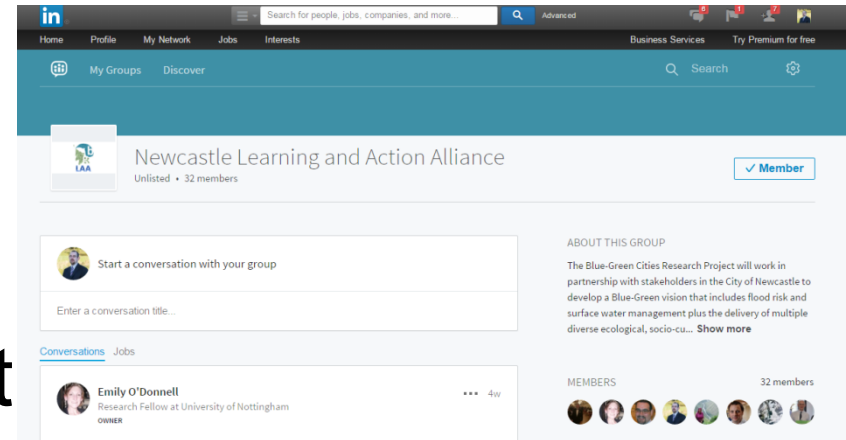 in
Search for people, jobs, companies, and more...
Advanced
6
1
7
Home Profile My Network Jobs Interests
Business Services Try Premium for free
My Groups Discover
Search
LAA
Newcastle Learning and Action Alliance
Unlisted • 32 members
✓ Member
Start a conversation with your group
Enter a conversation title...
Conversations Jobs
Emily O'Donnell
Research Fellow at University of Nottingham
OWNER
••• 4w
ABOUT THIS GROUP
The Blue-Green Cities Research Project will work in
partnership with stakeholders in the City of Newcastle to
develop a Blue-Green vision that includes flood risk and
surface water management plus the delivery of multiple
diverse ecological, socio-cu... Show more
MEMBERS 32 members
t